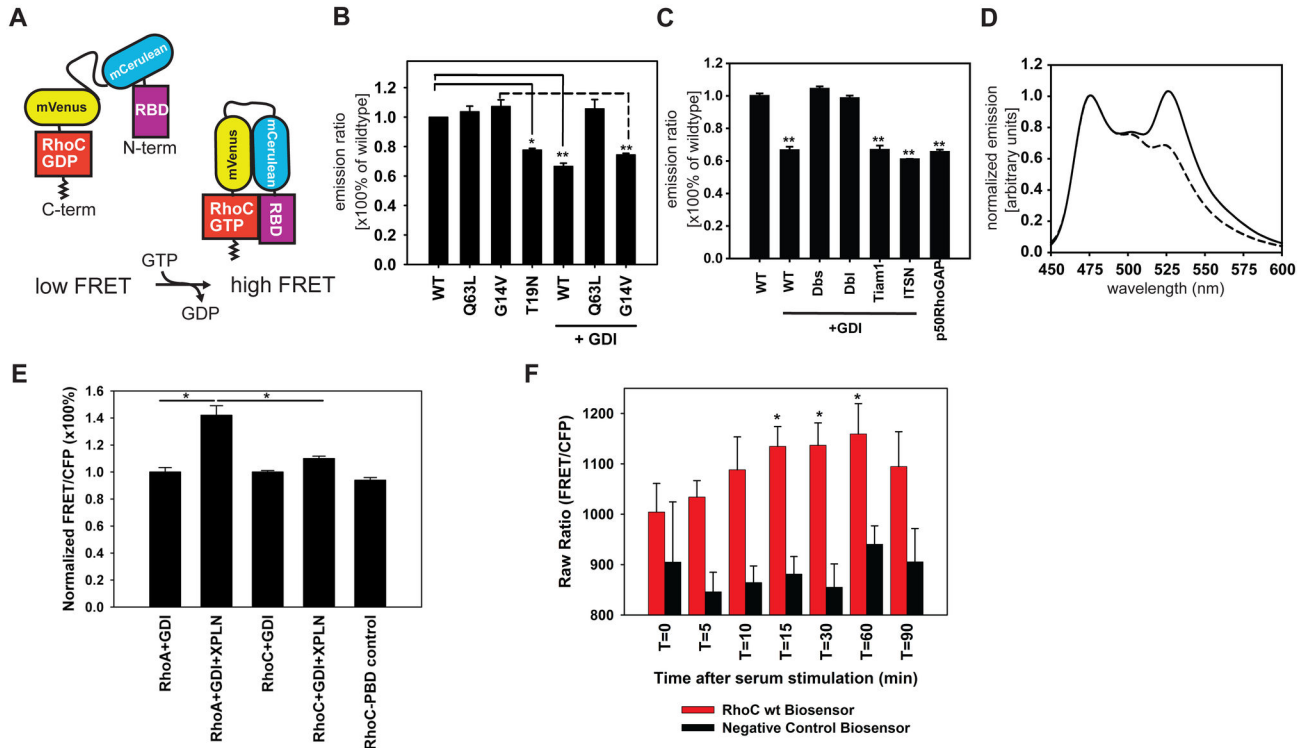 A
mVenus
mCerulean
RhoC
GDP
RBD
N-term
C-term
mVenus
mCerulean
RhoC
GTP
RBD
GTP
low FRET
high FRET
GDP
B
emission ratio
[x100% of wildtype]
1.2
1.0
0.8
0.6
0.4
0.2
0.0
*
**
**
WT
Q63L
G14V
T19N
WT
Q63L
G14V
+ GDI
C
emission ratio
[x100% of wildtype]
1.2
1.0
0.8
0.6
0.4
0.2
0.0
**
**
**
**
WT
WT
Dbs
Dbl
Tiam1
ITSN
p50RhoGAP
+GDI
D
normalized emission
[arbitrary units]
1.2
1.0
0.8
0.6
0.4
0.2
0.0
450
475
500
525
550
575
600
wavelength (nm)
E
Normalized FRET/CFP (x100%)
1.6
1.4
1.2
1.0
0.8
0.6
0.4
0.2
0.0
*
*
RhoA+GDI
RhoA+GDI+XPLN
RhoC+GDI
RhoC+GDI+XPLN
RhoC-PBD control
F
Raw Ratio (FRET/CFP)
1200
1100
1000
900
800
*
*
*
T=0
T=5
T=10
T=15
T=30
T=60
T=90
Time after serum stimulation (min)
RhoC wt Biosensor
Negative Control Biosensor